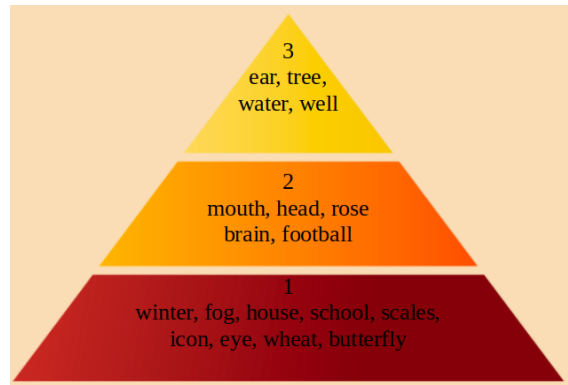 3
ear, tree,
water, well
2
mouth, head, rose
brain, football
1
winter, fog, house, school, scales,
icon, eye, wheat, butterfly